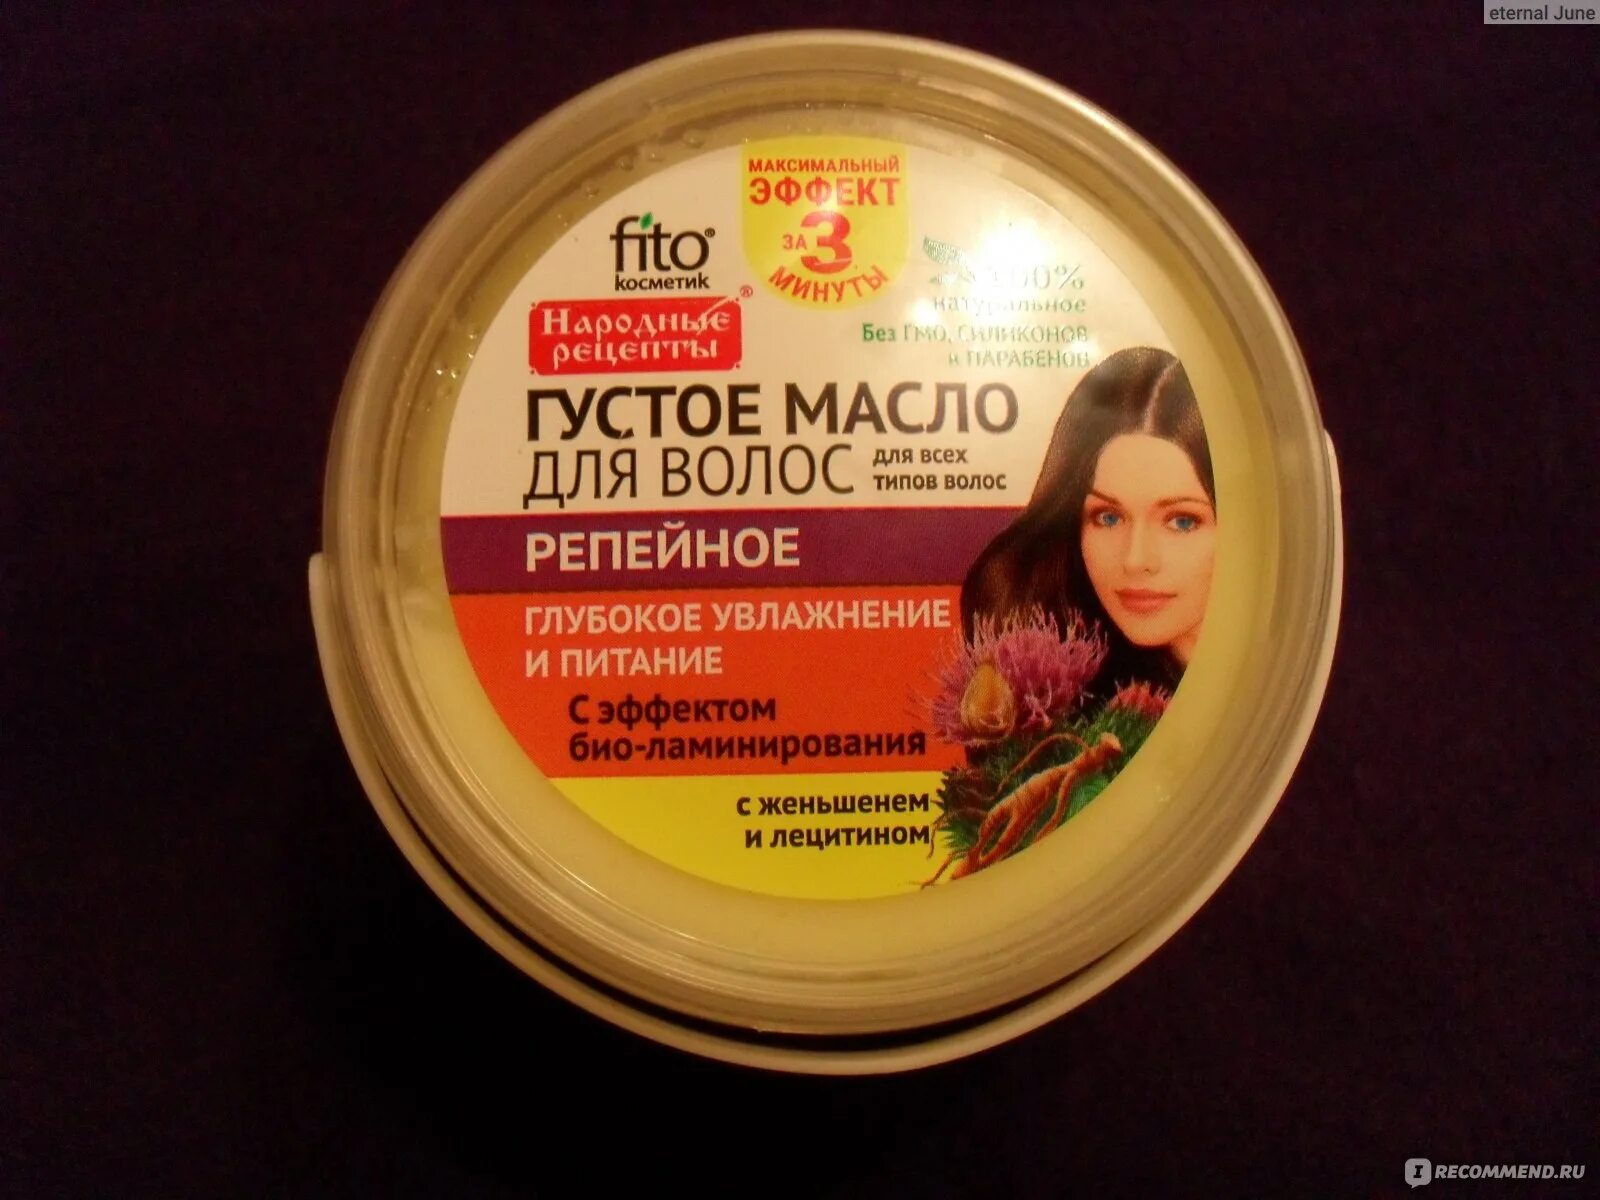 eternal June
МАКСИМАЛЬНЫЙ
ЭФФЕКТ
ЗА 3
МИНУТЫ
fito®
косметик
Народные®
рецепты
100%
натуральное
Без ГМО, силиконов
и парабенов
ГУСТОЕ МАСЛО
ДЛЯ ВОЛОС
для всех
типов волос
РЕПЕЙНОЕ
ГЛУБОКОЕ УВЛАЖНЕНИЕ
И ПИТАНИЕ
С эффектом
био-ламинирования
с женьшенем
и лецитином
IRECOMMEND.RU